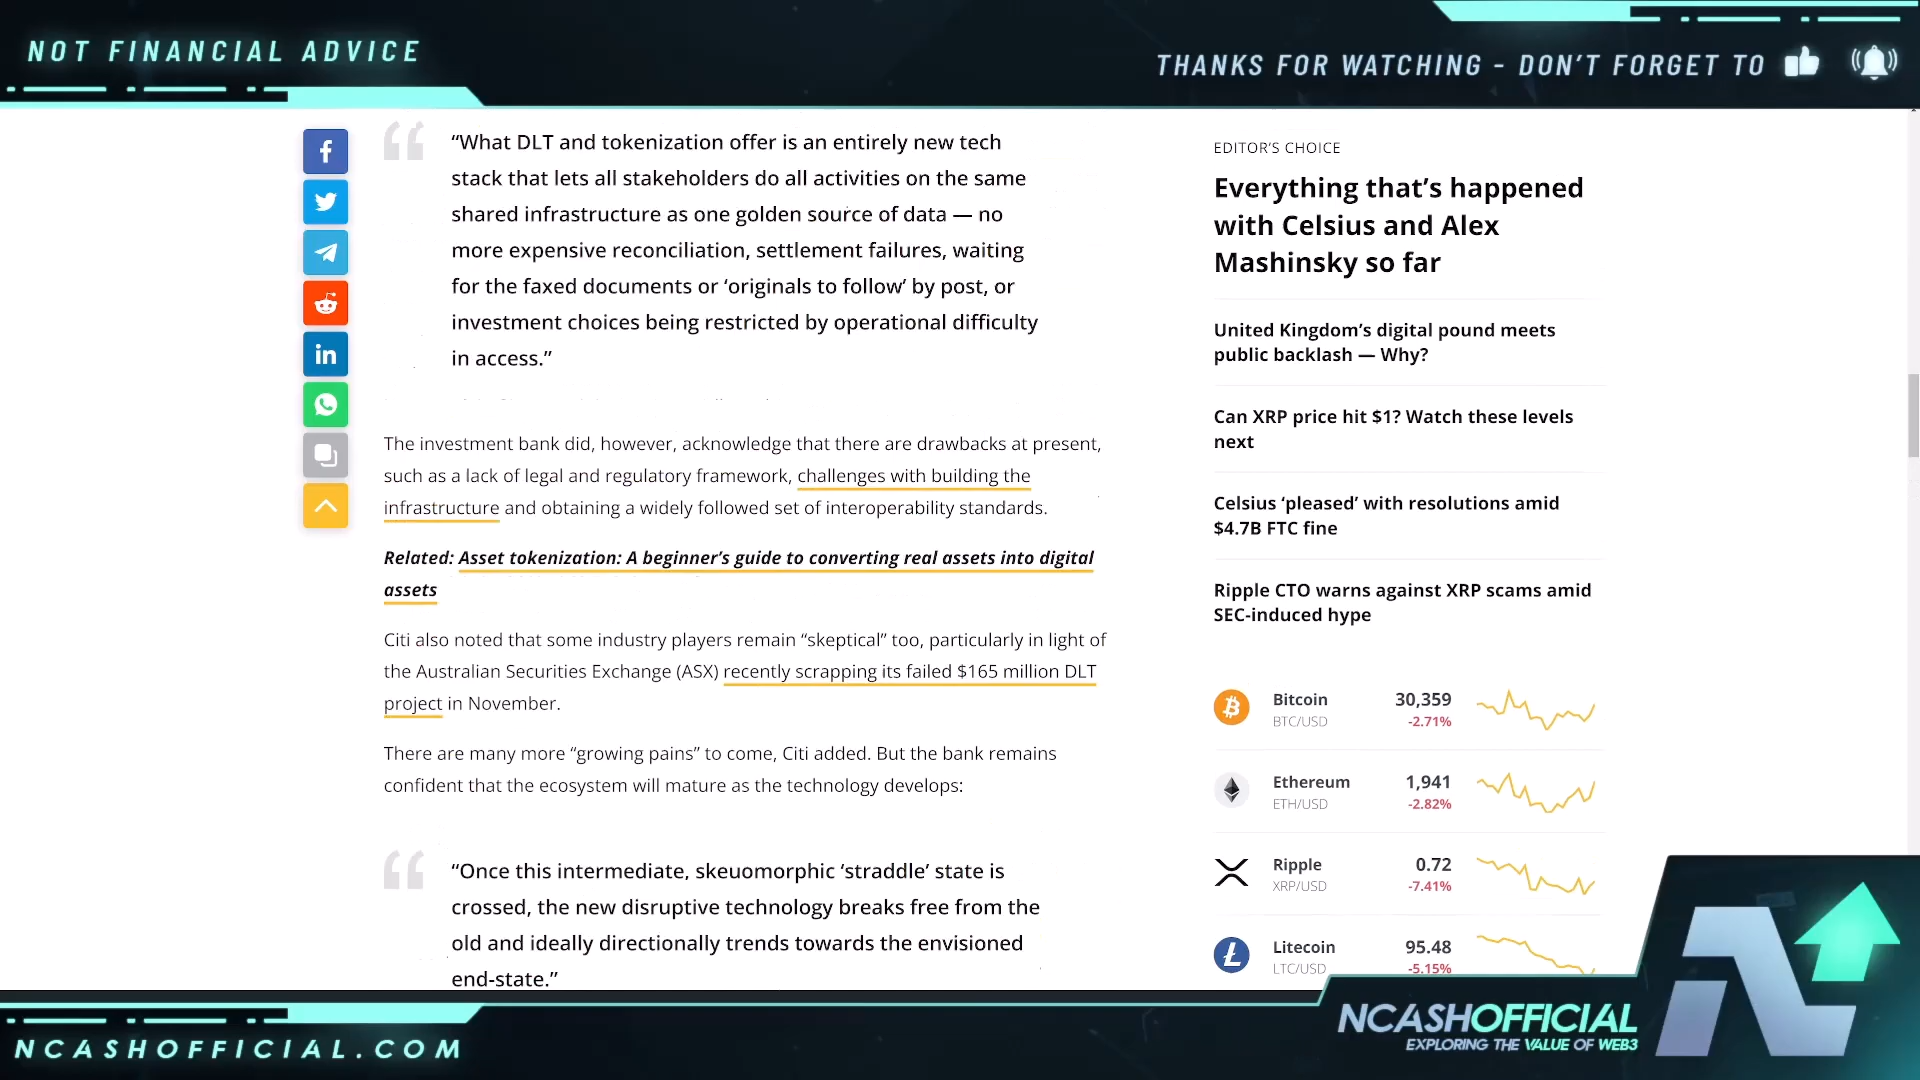 NOT FINANCIAL ADVICE
THANKS FOR WATCHING - DON'T FORGET TO
“What DLT and tokenization offer is an entirely new tech
stack that lets all stakeholders do all activities on the same
shared infrastructure as one golden source of data — no
more expensive reconciliation, settlement failures, waiting
for the faxed documents or ‘originals to follow’ by post, or
investment choices being restricted by operational difficulty
in access.”
The investment bank did, however, acknowledge that there are drawbacks at present,
such as a lack of legal and regulatory framework, challenges with building the
infrastructure and obtaining a widely followed set of interoperability standards.
Related: Asset tokenization: A beginner’s guide to converting real assets into digital
assets
Citi also noted that some industry players remain “skeptical” too, particularly in light of
the Australian Securities Exchange (ASX) recently scrapping its failed $165 million DLT
project in November.
There are many more “growing pains” to come, Citi added. But the bank remains
confident that the ecosystem will mature as the technology develops:
“Once this intermediate, skeuomorphic ‘straddle’ state is
crossed, the new disruptive technology breaks free from the
old and ideally directionally trends towards the envisioned
end-state.”
EDITOR’S CHOICE
Everything that’s happened
with Celsius and Alex
Mashinsky so far
United Kingdom’s digital pound meets
public backlash — Why?
Can XRP price hit $1? Watch these levels
next
Celsius ‘pleased’ with resolutions amid
$4.7B FTC fine
Ripple CTO warns against XRP scams amid
SEC-induced hype
Bitcoin 30,359
BTC/USD -2.71%
Ethereum 1,941
ETH/USD -2.82%
Ripple 0.72
XRP/USD -7.41%
Litecoin 95.48
LTC/USD -5.15%
NCASHOFFICIAL.COM
NCASHOFFICIAL
EXPLORING THE VALUE OF WEB3